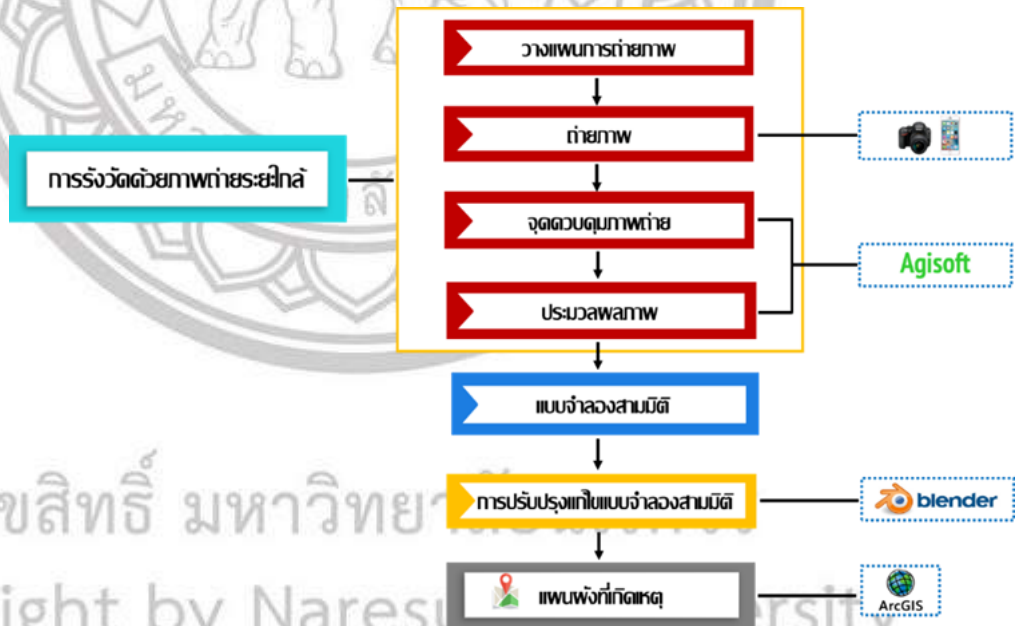 วางแผนการถ่ายภาพ
ถ่ายภาพ
การรังวัดด้วยภาพถ่ายระยะใกล้
จุดควบคุมภาพถ่าย
Agisoft
ประมวลผลภาพ
แบบจำลองสามมิติ
การปรับปรุงแก้ไขแบบจำลองสามมิติ
blender
แผนผังที่เกิดเหตุ
ArcGIS
ขสิทธิ์ มหาวิทยา
ight by Nares
ersity